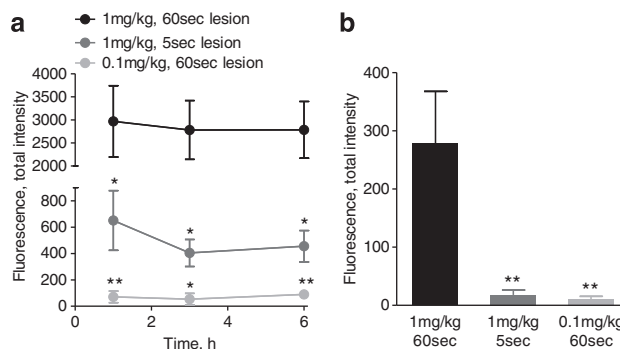 a
1mg/kg, 60sec lesion
1mg/kg, 5sec lesion
0.1mg/kg, 60sec lesion
Fluorescence, total intensity
4000
3500
3000
2500
2000
800
600
400
200
0
* * *
** * **
0 2 4 6
Time, h
b
Fluorescence, total intensity
400
300
200
100
0
** **
1mg/kg 1mg/kg 0.1mg/kg
60sec 5sec 60sec